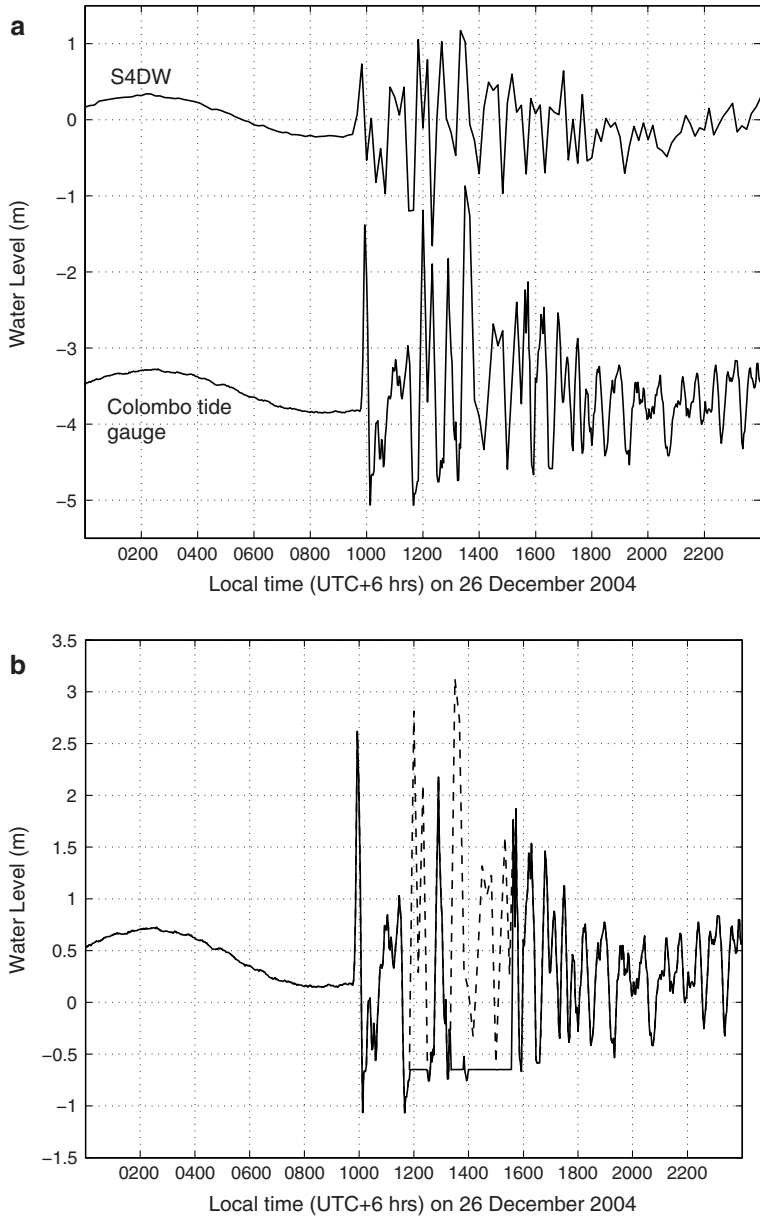 a
S4DW
Colombo tide
gauge
Water Level (m)
1
0
−1
−2
−3
−4
−5
0200 0400 0600 0800 1000 1200 1400 1600 1800 2000 2200
Local time (UTC+6 hrs) on 26 December 2004
b
Water Level (m)
3.5
3
2.5
2
1.5
1
0.5
0
−0.5
−1
−1.5
0200 0400 0600 0800 1000 1200 1400 1600 1800 2000 2200
Local time (UTC+6 hrs) on 26 December 2004